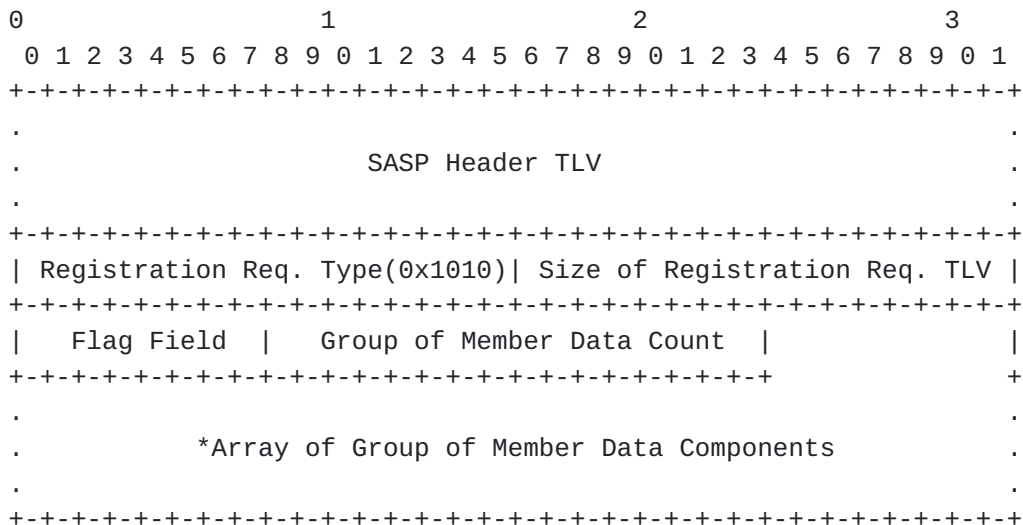 0                   1                   2                   3
 0 1 2 3 4 5 6 7 8 9 0 1 2 3 4 5 6 7 8 9 0 1 2 3 4 5 6 7 8 9 0 1
+-+-+-+-+-+-+-+-+-+-+-+-+-+-+-+-+-+-+-+-+-+-+-+-+-+-+-+-+-+-+-+-+
.                                                               .
.                      SASP Header TLV                          .
.                                                               .
+-+-+-+-+-+-+-+-+-+-+-+-+-+-+-+-+-+-+-+-+-+-+-+-+-+-+-+-+-+-+-+-+
| Registration Req. Type(0x1010)| Size of Registration Req. TLV |
+-+-+-+-+-+-+-+-+-+-+-+-+-+-+-+-+-+-+-+-+-+-+-+-+-+-+-+-+-+-+-+-+
|   Flag Field  |   Group of Member Data Count  |               |
+-+-+-+-+-+-+-+-+-+-+-+-+-+-+-+-+-+-+-+-+-+-+-+-+               +
.                                                               .
.           *Array of Group of Member Data Components           .
.                                                               .
+-+-+-+-+-+-+-+-+-+-+-+-+-+-+-+-+-+-+-+-+-+-+-+-+-+-+-+-+-+-+-+-+